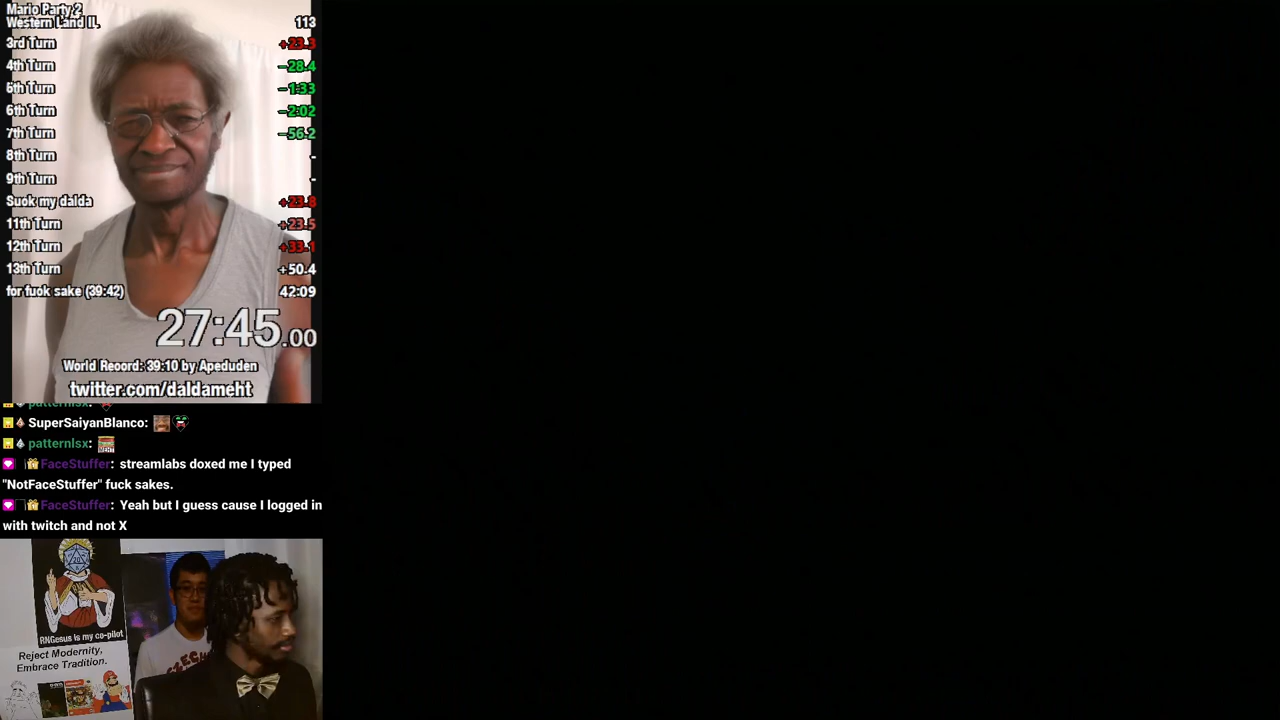 Mario Party 2
Western Land II. 113
3rd Turn +23.3
4th Turn −28.4
5th Turn −1:33
6th Turn −2:02
7th Turn −56.2
8th Turn -
9th Turn -
Suck my dalda +23.8
11th Turn +23.5
12th Turn +33.1
13th Turn +50.4
for fuck sake (39:42) 42:09
27:45.00
World Record: 39:10 by Apeduden
twitter.com/daldameht
patternlsx:
SuperSaiyanBlanco:
patternlsx:
FaceStuffer: streamlabs doxed me I typed
"NotFaceStuffer" fuck sakes.
FaceStuffer: Yeah but I guess cause I logged in
with twitch and not X
RNGesus is my co-pilot
Reject Modernity,
Embrace Tradition.